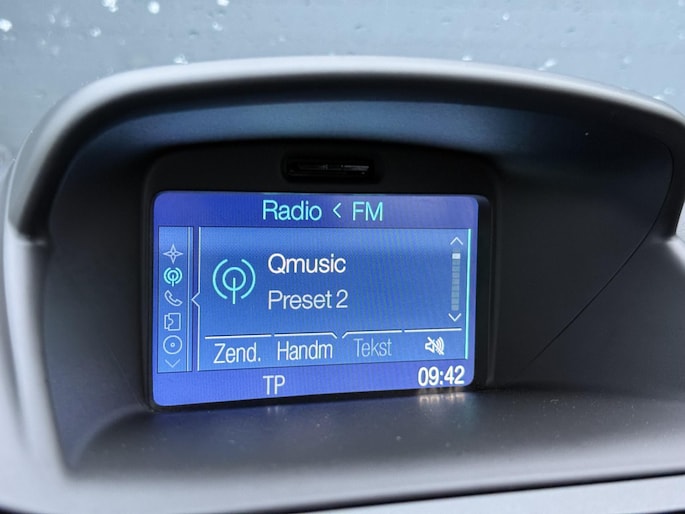 Radio < FM
Qmusic
Preset 2
Zend. Handm Tekst
TP 09:42